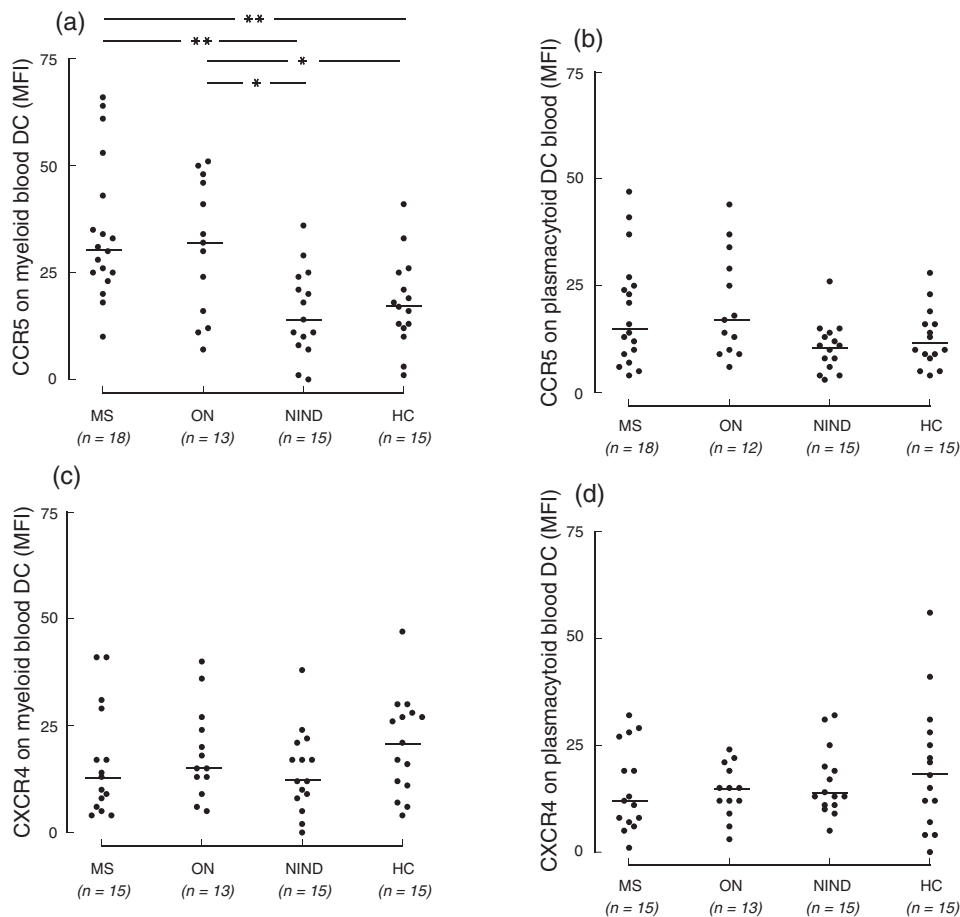 (a)
**
**
*
*
CCR5 on myeloid blood DC (MFI)
75
50
25
0
MS
ON
NIND
HC
(n = 18)
(n = 13)
(n = 15)
(n = 15)
(b)
CCR5 on plasmacytoid DC blood (MFI)
75
50
25
0
MS
ON
NIND
HC
(n = 18)
(n = 12)
(n = 15)
(n = 15)
(c)
CXCR4 on myeloid blood DC (MFI)
75
50
25
0
MS
ON
NIND
HC
(n = 15)
(n = 13)
(n = 15)
(n = 15)
(d)
CXCR4 on plasmacytoid blood DC (MFI)
75
50
25
0
MS
ON
NIND
HC
(n = 15)
(n = 13)
(n = 15)
(n = 15)